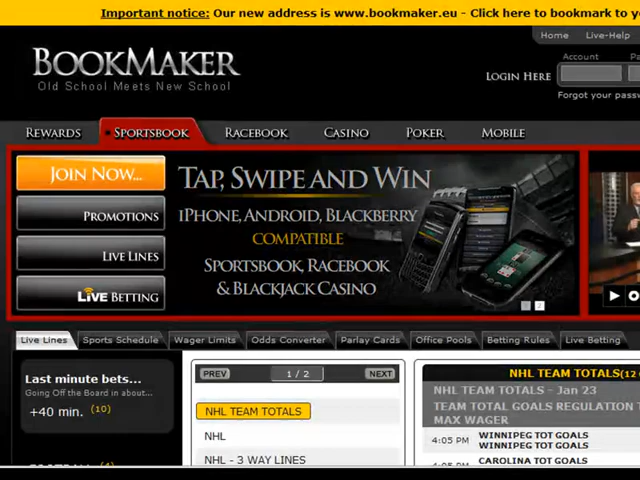 Important notice: Our new address is www.bookmaker.eu - Click here to bookmark to
Home Live-Help
BOOKMAKER
Old School Meets New School
Account
LOGIN HERE
Forgot your
REWARDS SPORTSBOOK RACEBOOK CASINO POKER MOBILE
JOIN NOW...
PROMOTIONS
LIVE LINES
LIVE BETTING
TAP, SWIPE AND WIN
IPHONE, ANDROID, BLACKBERRY
COMPATIBLE
SPORTSBOOK, RACEBOOK
& BLACKJACK CASINO
1 2
Live Lines Sports Schedule Wager Limits Odds Converter Parlay Cards Office Pools Betting Rules Live Betting
Last minute bets...
Going Off the Board in about...
+40 min. (10)
PREV 1 / 2 NEXT
NHL TEAM TOTALS
NHL
NHL - 3 WAY LINES
NHL TEAM TOTALS(12
NHL TEAM TOTALS - Jan 23
TEAM TOTAL GOALS REGULATION
MAX WAGER
4:05 PM WINNIPEG TOT GOALS
WINNIPEG TOT GOALS
CAROLINA TOT GOALS